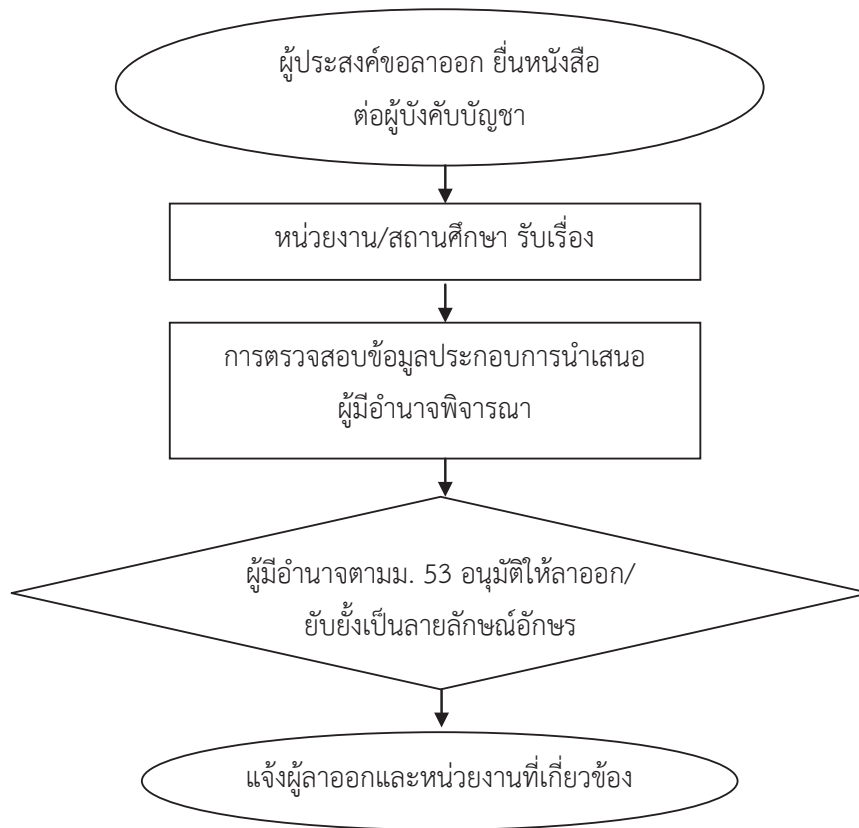 ผู้ประสงค์ขอลาออก ยื่นหนังสือ
ต่อผู้บังคับบัญชา
หน่วยงาน/สถานศึกษา รับเรื่อง
การตรวจสอบข้อมูลประกอบการนำเสนอ
ผู้มีอำนาจพิจารณา
ผู้มีอำนาจตามม. 53 อนุมัติให้ลาออก/
ยับยั้งเป็นลายลักษณ์อักษร
แจ้งผู้ลาออกและหน่วยงานที่เกี่ยวข้อง